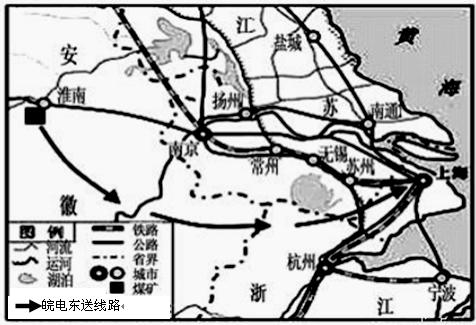 安
江
盐城
黄
海
淮南
扬州
苏
南通
南京
常州
无锡
苏州
上海
徽
杭州
宁波
浙
江
图例
河流
运河
湖泊
铁路
公路
省界
城市
煤矿
皖电东送线路